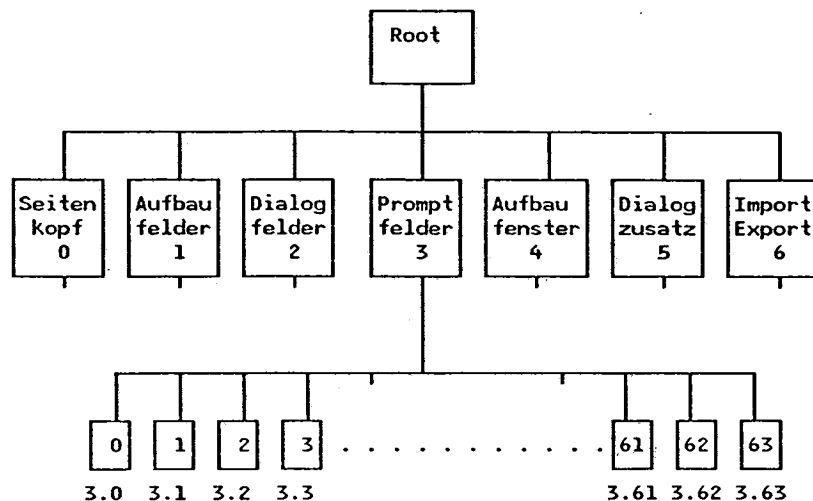 Root
Seiten Aufbau Dialog Prompt Aufbau Dialog Import
kopf felder felder felder fenster zusatz Export
0 1 2 3 4 5 6
0 1 2 3 . . . . . . . . . . . . . 61 62 63
3.0 3.1 3.2 3.3 3.61 3.62 3.63